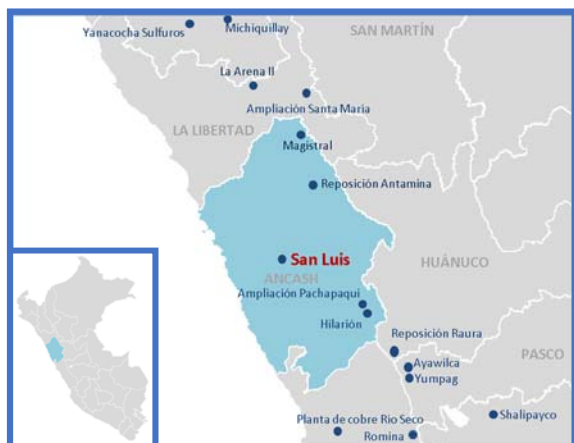 Michiquillay
Yanacocha Sulfuros
SAN MARTÍN
La Arena II
Ampliación Santa María
LA LIBERTAD
Magistral
Reposición Antamina
San Luis
HUÁNUCO
ANCASH
Ampliación Pachapaqui
Hilarión
Reposición Raura
PASCO
Ayawilca
Yumpag
Shalipayco
Planta de cobre Rio Seco
Romina